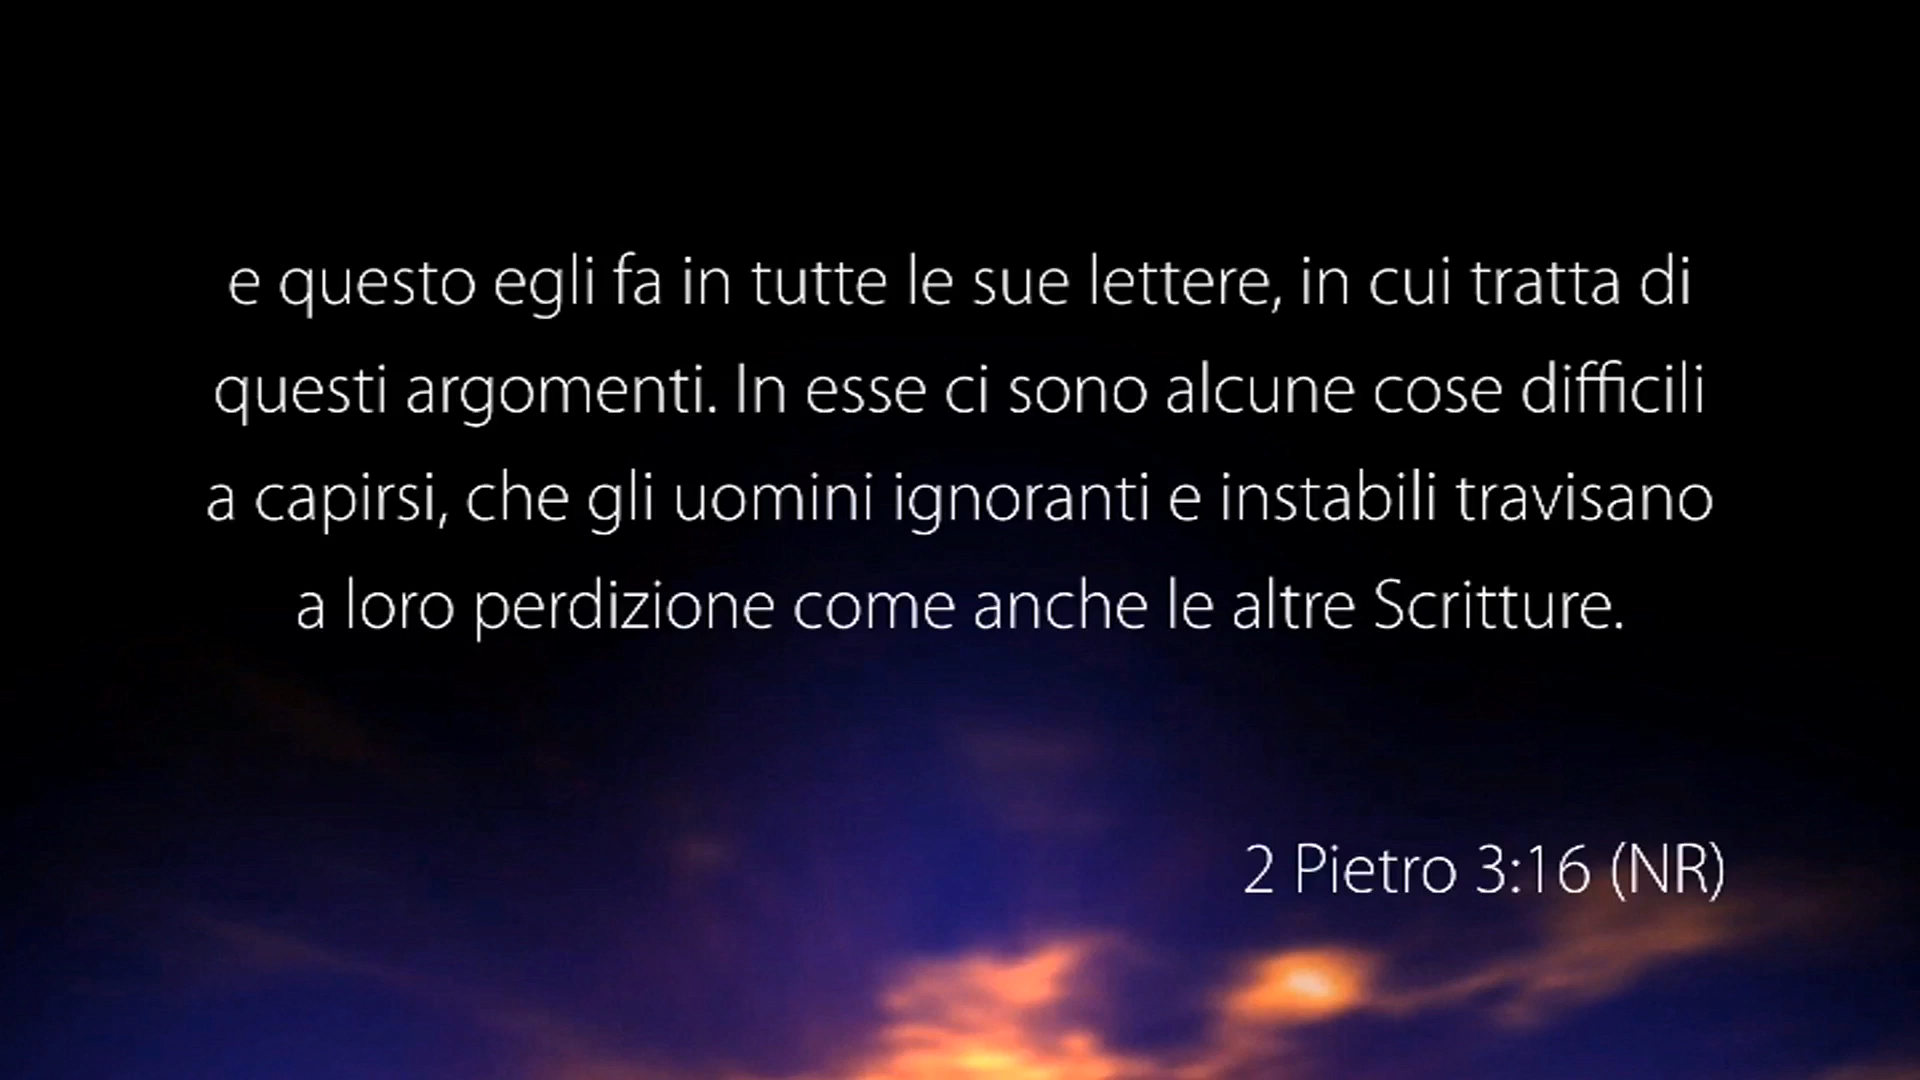 e questo egli fa in tutte le sue lettere, in cui tratta di
questi argomenti. In esse ci sono alcune cose difficili
a capirsi, che gli uomini ignoranti e instabili travisano
a loro perdizione come anche le altre Scritture.
2 Pietro 3:16 (NR)